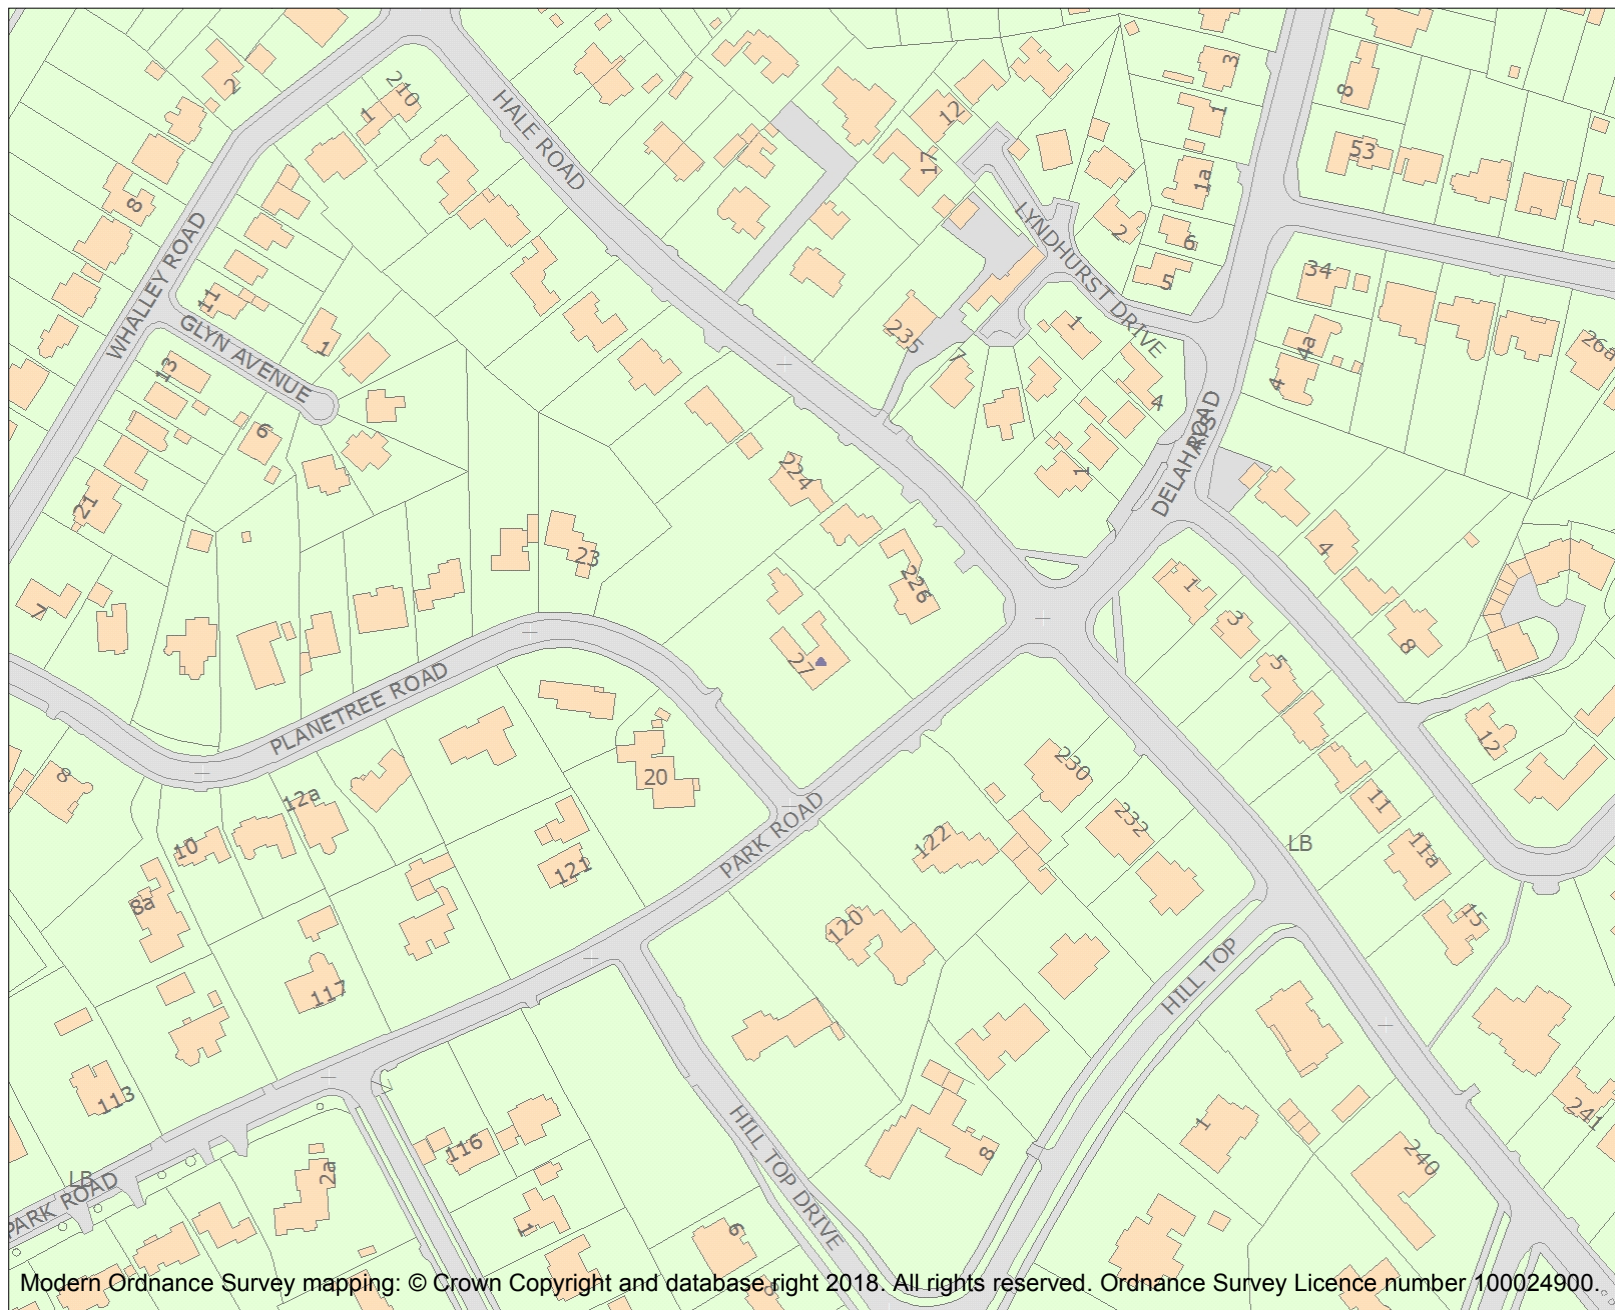 2
210
1
HALE ROAD
12
17
3
1
8
53
1a
8
WHALLEY ROAD
LYNDHURST DRIVE
2
6
5
34
11
GLYN AVENUE
1
235
7
1
4a
4
26a
13
4
DELAHAYS
ROAD
6
224
1
21
23
226
4
1
3
8
7
27
5
PLANETREE ROAD
12
8
20
230
12a
PARK ROAD
122
232
11
LB
10
121
11a
8a
120
15
117
HILL TOP
113
241
HILL TOP DRIVE
116
8
1
240
LB
PARK ROAD
2a
1
6
8
Modern Ordnance Survey mapping: © Crown Copyright and database right 2018. All rights reserved. Ordnance Survey Licence number 100024900.